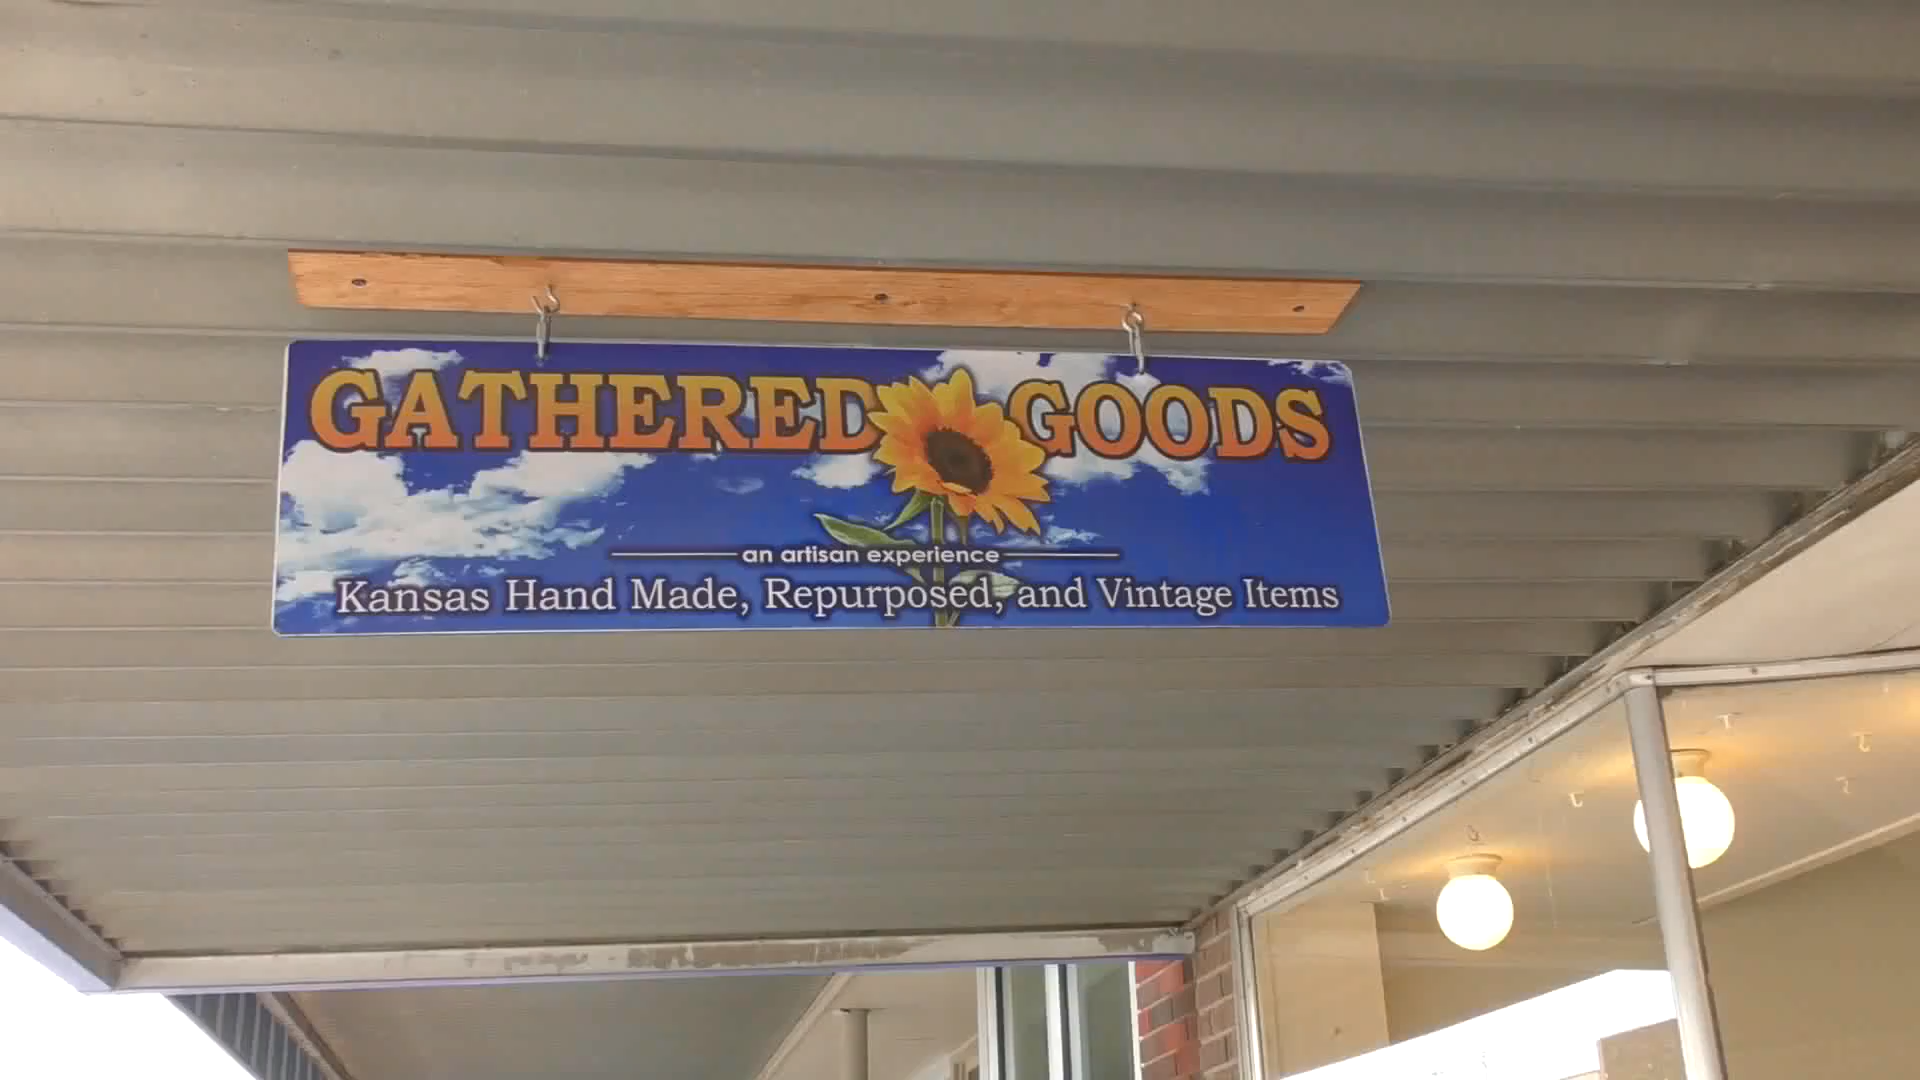 GATHERED GOODS
an artisan experience
Kansas Hand Made, Repurposed, and Vintage Items